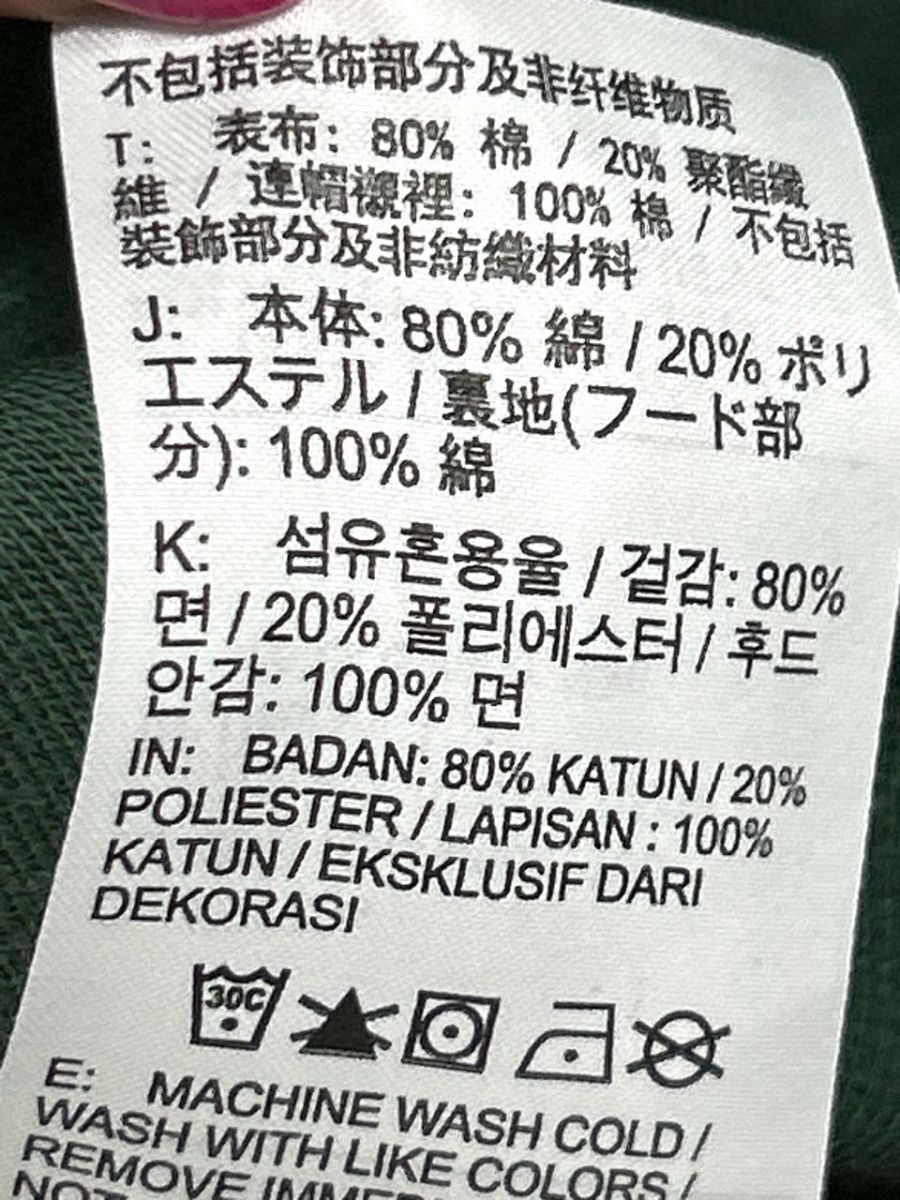 不包括装饰部分及非纤维物质
T: 表布: 80% 棉 / 20% 聚酯纖
維 / 連帽襯裡: 100% 棉 / 不包括
裝飾部分及非紡織材料
J: 本体: 80% 綿 / 20% ポリ
エステル / 裏地(フード部
分): 100% 綿
K: 섬유혼용율 / 겉감: 80%
면 / 20% 폴리에스터 / 후드
안감: 100% 면
IN: BADAN: 80% KATUN / 20%
POLIESTER / LAPISAN : 100%
KATUN / EKSKLUSIF DARI
DEKORASI
30C
E: MACHINE WASH COLD /
WASH WITH LIKE COLORS /
REMOVE
NOT